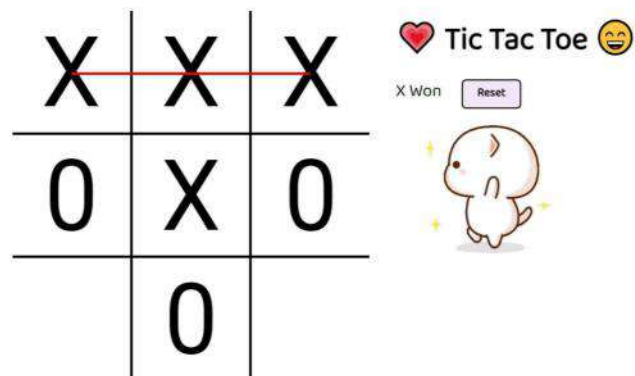 X X X
0 X 0
0
Tic Tac Toe
X Won
Reset